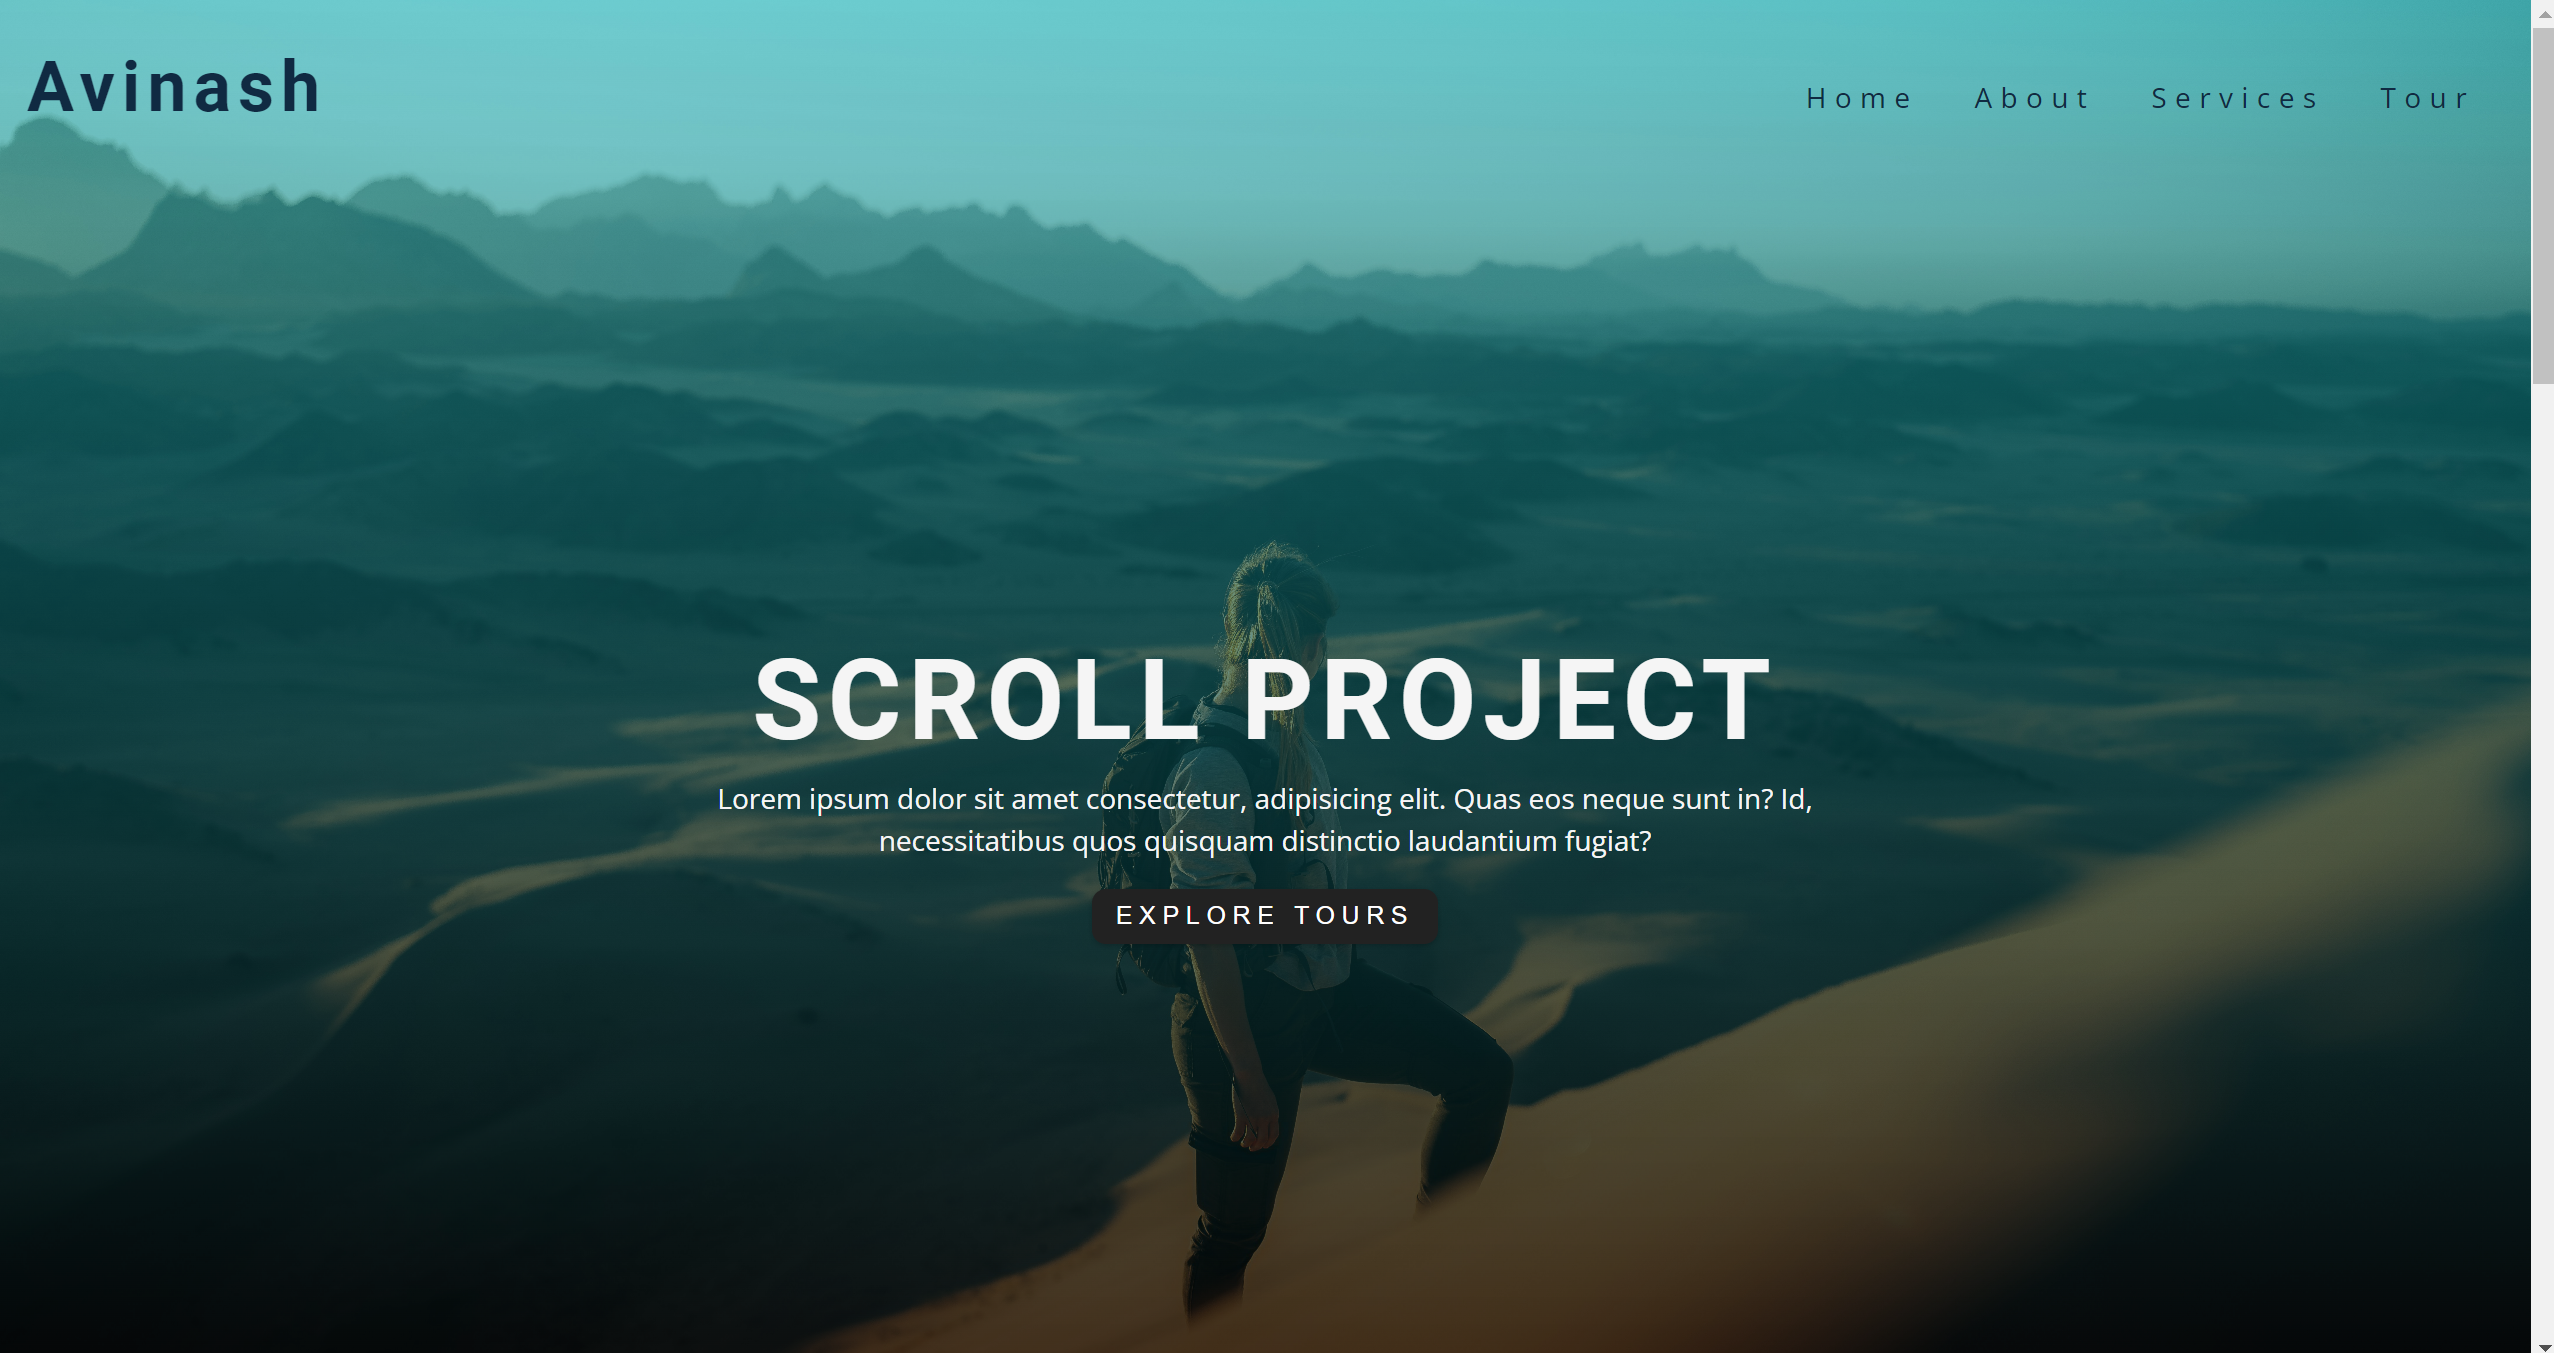 Avinash
Home About Services Tour
SCROLL PROJECT
Lorem ipsum dolor sit amet consectetur, adipisicing elit. Quas eos neque sunt in? Id,
necessitatibus quos quisquam distinctio laudantium fugiat?
EXPLORE TOURS